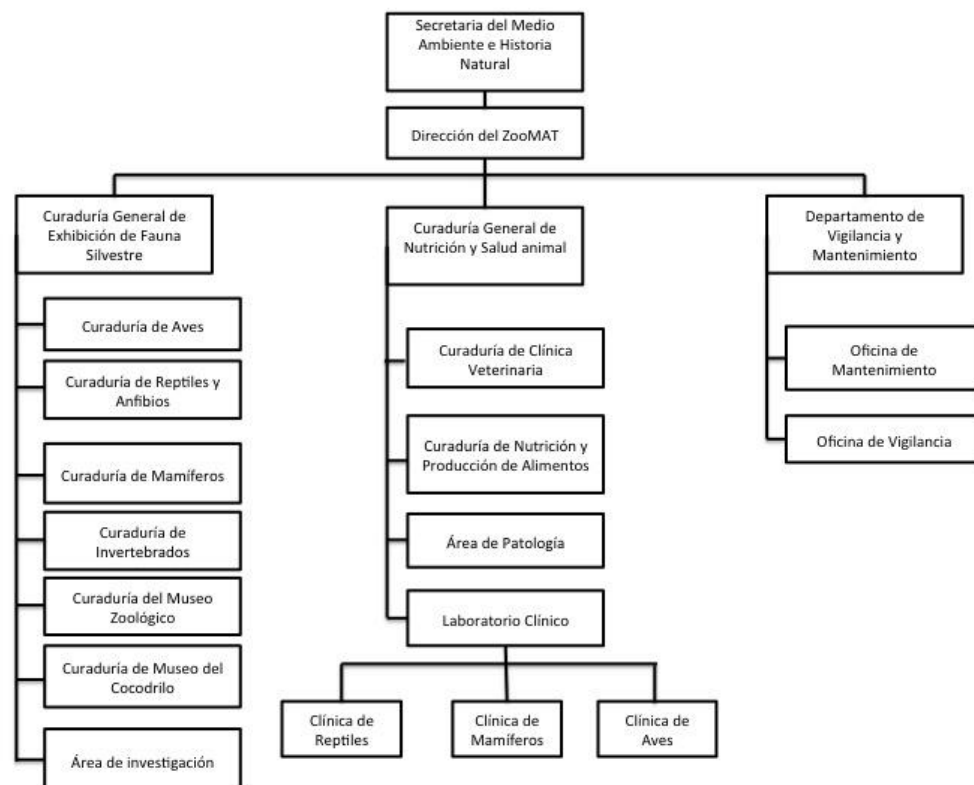 Secretaria del Medio
Ambiente e Historia
Natural
Dirección del ZooMAT
Curaduría General de
Exhibición de Fauna
Silvestre
Curaduría de Aves
Curaduría de Reptiles y
Anfibios
Curaduría de Mamíferos
Curaduría de
Invertebrados
Curaduría del Museo
Zoológico
Curaduría de Museo del
Cocodrilo
Área de investigación
Curaduría General de
Nutrición y Salud animal
Curaduría de Clínica
Veterinaria
Curaduría de Nutrición y
Producción de Alimentos
Área de Patología
Laboratorio Clínico
Clínica de
Reptiles
Clínica de
Mamíferos
Clínica de
Aves
Departamento de
Vigilancia y
Mantenimiento
Oficina de
Mantenimiento
Oficina de Vigilancia